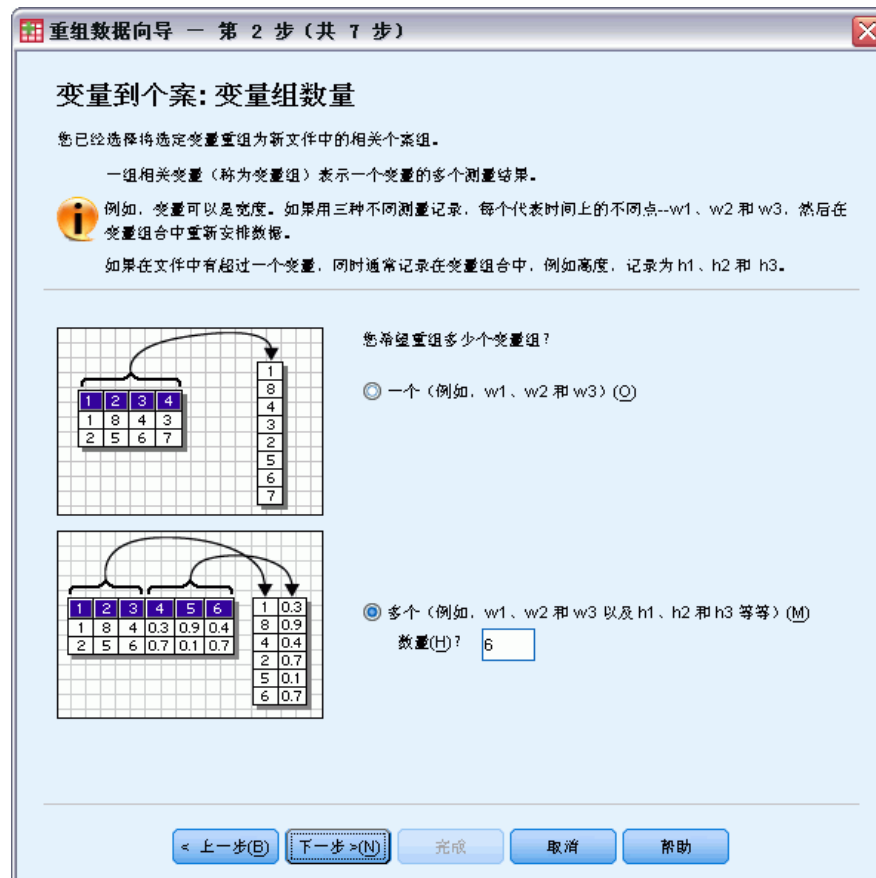 重组数据向导 － 第 2 步（共 7 步）
变量到个案: 变量组数量
您已经选择将选定变量重组为新文件中的相关个案组。
一组相关变量（称为变量组）表示一个变量的多个测量结果。
例如，变量可以是宽度。如果用三种不同测量记录，每个代表时间上的不同点--w1、w2 和 w3，然后在
变量组合中重新安排数据。
如果在文件中有超过一个变量，同时通常记录在变量组合中，例如高度，记录为 h1、h2 和 h3。
您希望重组多少个变量组?
1 2 3 4
1 8 4 3
2 5 6 7
1
8
4
3
2
5
6
7
一个（例如，w1、w2 和 w3）(O)
1 2 3 4 5 6
1 8 4 0.3 0.9 0.4
2 5 6 0.7 0.1 0.7
1 0.3
8 0.9
4 0.4
2 0.7
5 0.1
6 0.7
多个（例如，w1、w2 和 w3 以及 h1、h2 和 h3 等等）(M)
数量(H)? 6
< 上一步(B) 下一步 >(N) 完成 取消 帮助